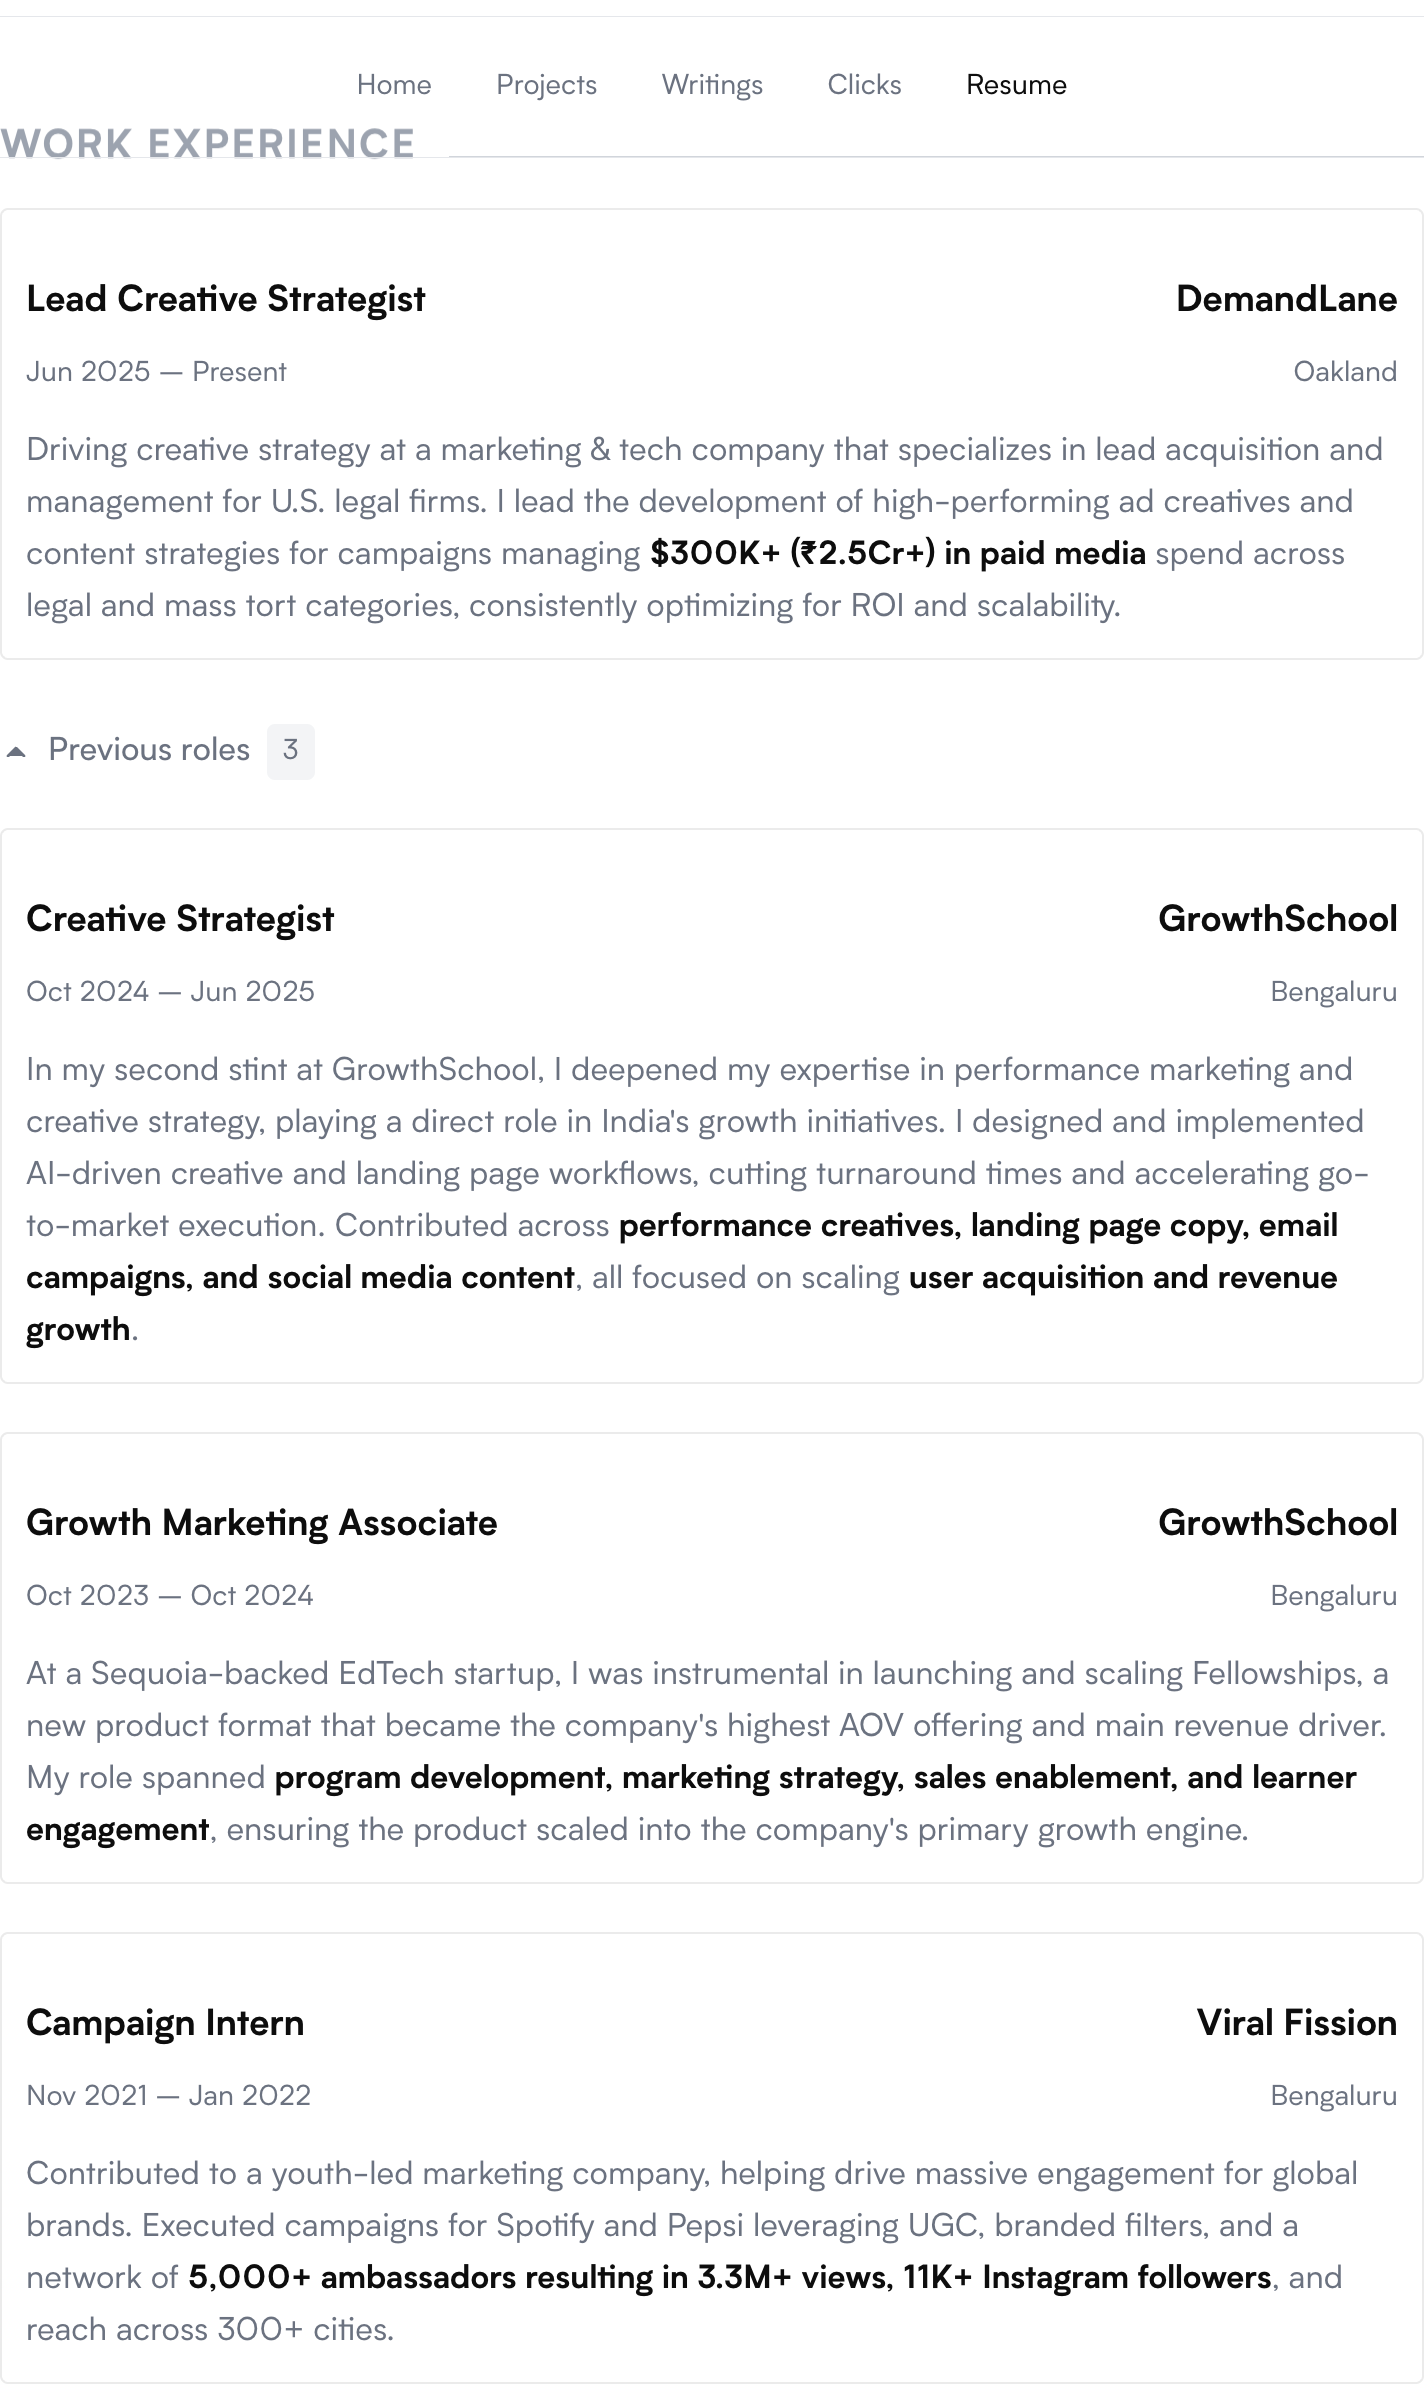 Home Projects Writings Clicks Resume
WORK EXPERIENCE
Lead Creative Strategist DemandLane
Jun 2025 — Present Oakland
Driving creative strategy at a marketing & tech company that specializes in lead acquisition and
management for U.S. legal firms. I lead the development of high-performing ad creatives and
content strategies for campaigns managing $300K+ (₹2.5Cr+) in paid media spend across
legal and mass tort categories, consistently optimizing for ROI and scalability.
Previous roles 3
Creative Strategist GrowthSchool
Oct 2024 — Jun 2025 Bengaluru
In my second stint at GrowthSchool, I deepened my expertise in performance marketing and
creative strategy, playing a direct role in India's growth initiatives. I designed and implemented
AI-driven creative and landing page workflows, cutting turnaround times and accelerating go-
to-market execution. Contributed across performance creatives, landing page copy, email
campaigns, and social media content, all focused on scaling user acquisition and revenue
growth.
Growth Marketing Associate GrowthSchool
Oct 2023 — Oct 2024 Bengaluru
At a Sequoia-backed EdTech startup, I was instrumental in launching and scaling Fellowships, a
new product format that became the company's highest AOV offering and main revenue driver.
My role spanned program development, marketing strategy, sales enablement, and learner
engagement, ensuring the product scaled into the company's primary growth engine.
Campaign Intern Viral Fission
Nov 2021 — Jan 2022 Bengaluru
Contributed to a youth-led marketing company, helping drive massive engagement for global
brands. Executed campaigns for Spotify and Pepsi leveraging UGC, branded filters, and a
network of 5,000+ ambassadors resulting in 3.3M+ views, 11K+ Instagram followers, and
reach across 300+ cities.